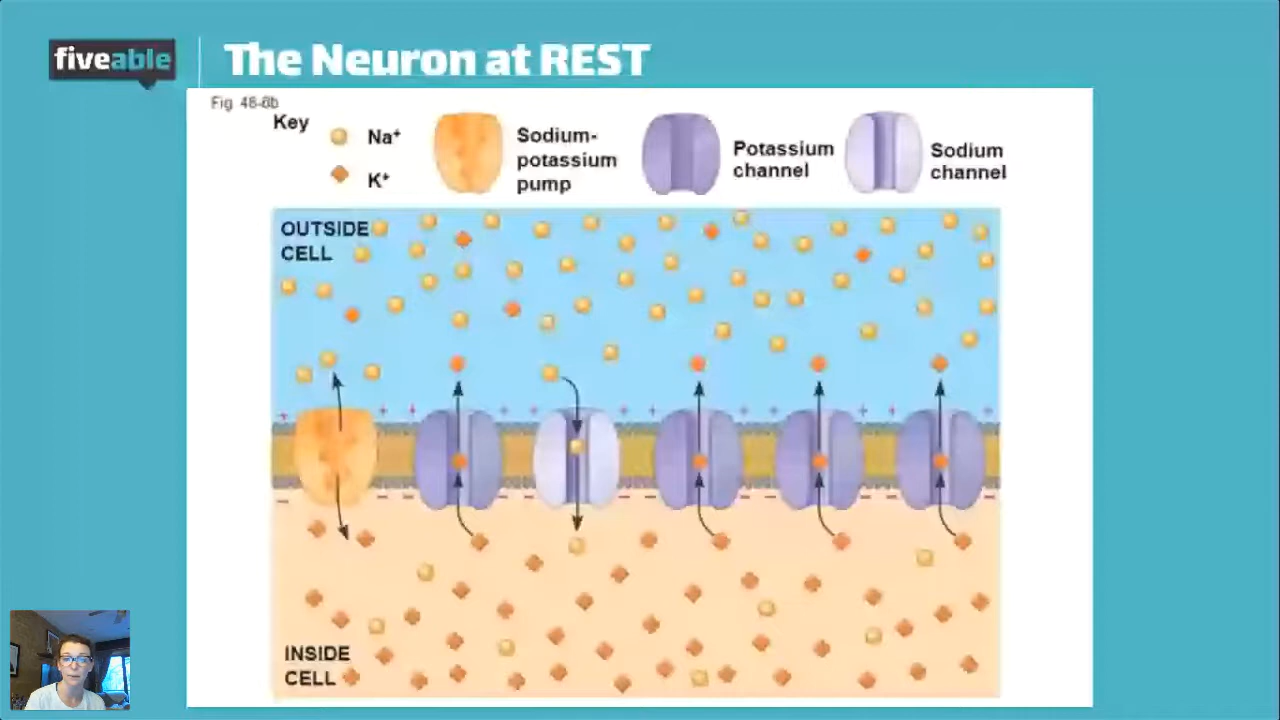 fiveable
The Neuron at REST
Fig. 48-6b
Key
Na⁺
K⁺
Sodium-
potassium
pump
Potassium
channel
Sodium
channel
OUTSIDE
CELL
INSIDE
CELL